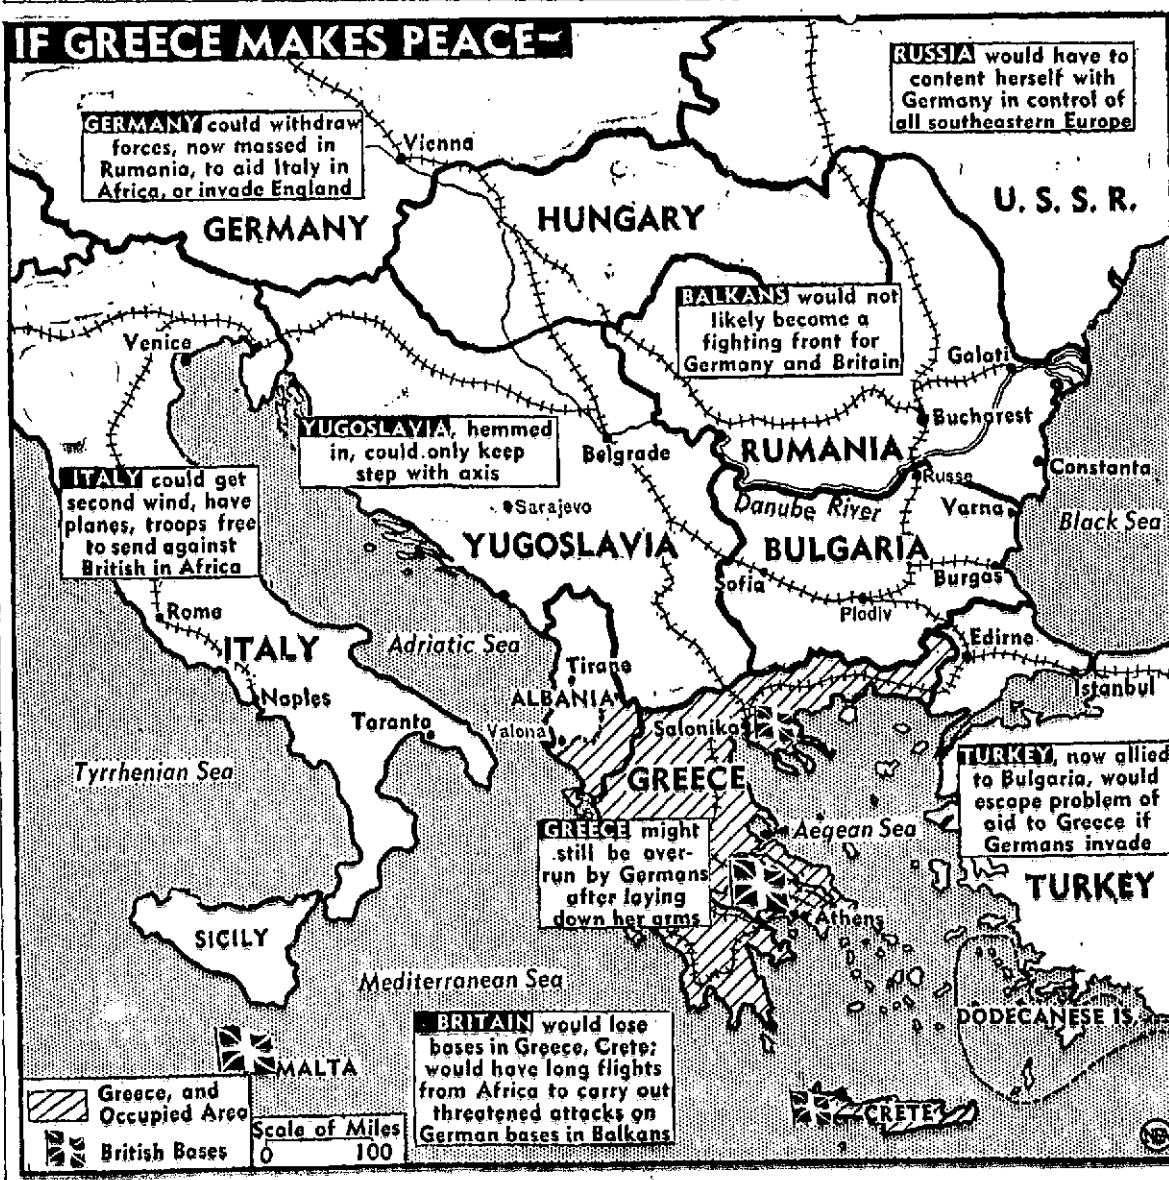 IF GREECE MAKES PEACE—
RUSSIA would have to
content herself with
Germany in control of
all southeastern Europe
GERMANY could withdraw
forces, now massed in
Rumania, to aid Italy in
Africa, or invade England
Vienna
GERMANY
HUNGARY
U. S. S. R.
BALKANS would not
likely become a
fighting front for
Germany and Britain
Venice
Galati
Bucharest
YUGOSLAVIA, hemmed
in, could only keep
step with axis
Belgrade
RUMANIA
Constanta
Russe
ITALY could get
second wind, have
planes, troops free
to send against
British in Africa
Sarajevo
Danube River
Varna
Black Sea
YUGOSLAVIA
BULGARIA
Sofia
Burgas
Plodiv
Rome
ITALY
Adriatic Sea
Edirne
Tirane
Istanbul
ALBANIA
Naples
Taranto
Valona
Salonika
Tyrrhenian Sea
GREECE
TURKEY, now allied
to Bulgaria, would
escape problem of
aid to Greece if
Germans invade
GREECE might
still be over-
run by Germans
after laying
down her arms
Aegean Sea
TURKEY
Athens
SICILY
Mediterranean Sea
DODECANESE IS.
BRITAIN would lose
bases in Greece, Crete;
would have long flights
from Africa to carry out
threatened attacks on
German bases in Balkans
MALTA
CRETE
Greece, and
Occupied Area
British Bases
Scale of Miles
0 100